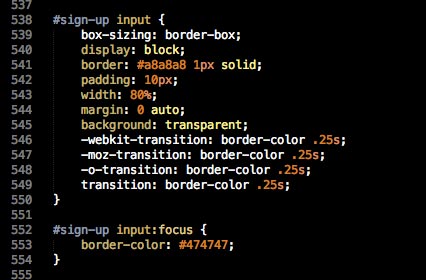 537
538 #sign-up input {
539     box-sizing: border-box;
540     display: block;
541     border: #a8a8a8 1px solid;
542     padding: 10px;
543     width: 80%;
544     margin: 0 auto;
545     background: transparent;
546     -webkit-transition: border-color .25s;
547     -moz-transition: border-color .25s;
548     -o-transition: border-color .25s;
549     transition: border-color .25s;
550 }
551
552 #sign-up input:focus {
553     border-color: #474747;
554 }
555